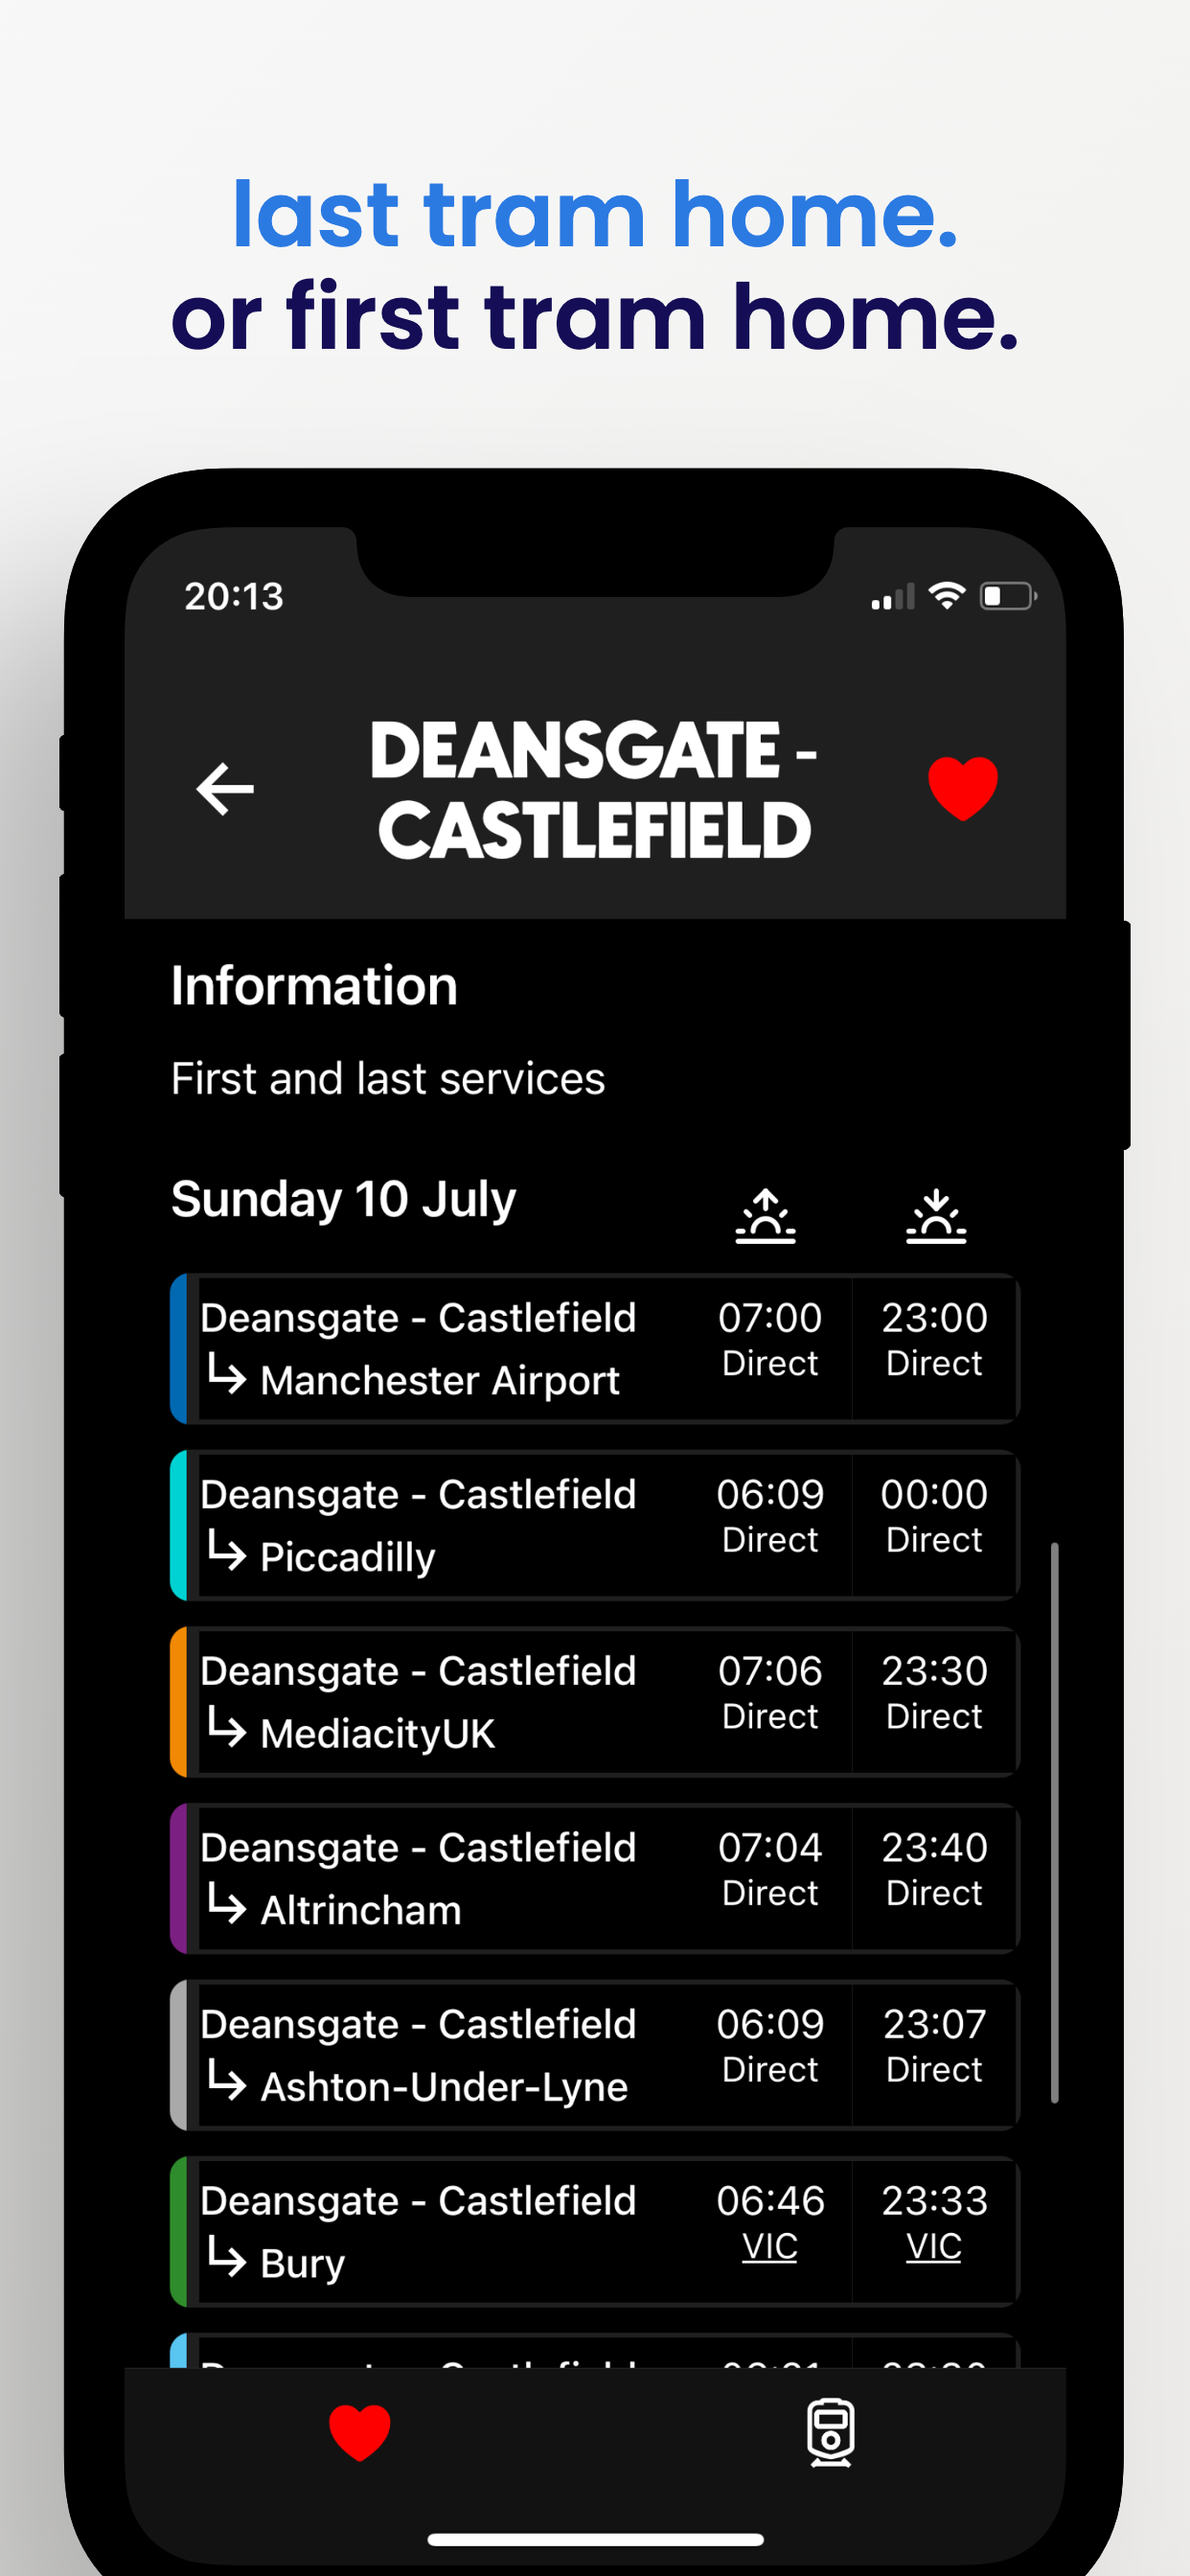 last tram home.
or first tram home.
20:13
DEANSGATE -
CASTLEFIELD
Information
First and last services
Sunday 10 July
Deansgate - Castlefield 07:00 23:00
Manchester Airport Direct Direct
Deansgate - Castlefield 06:09 00:00
Piccadilly Direct Direct
Deansgate - Castlefield 07:06 23:30
MediacityUK Direct Direct
Deansgate - Castlefield 07:04 23:40
Altrincham Direct Direct
Deansgate - Castlefield 06:09 23:07
Ashton-Under-Lyne Direct Direct
Deansgate - Castlefield 06:46 23:33
Bury VIC VIC